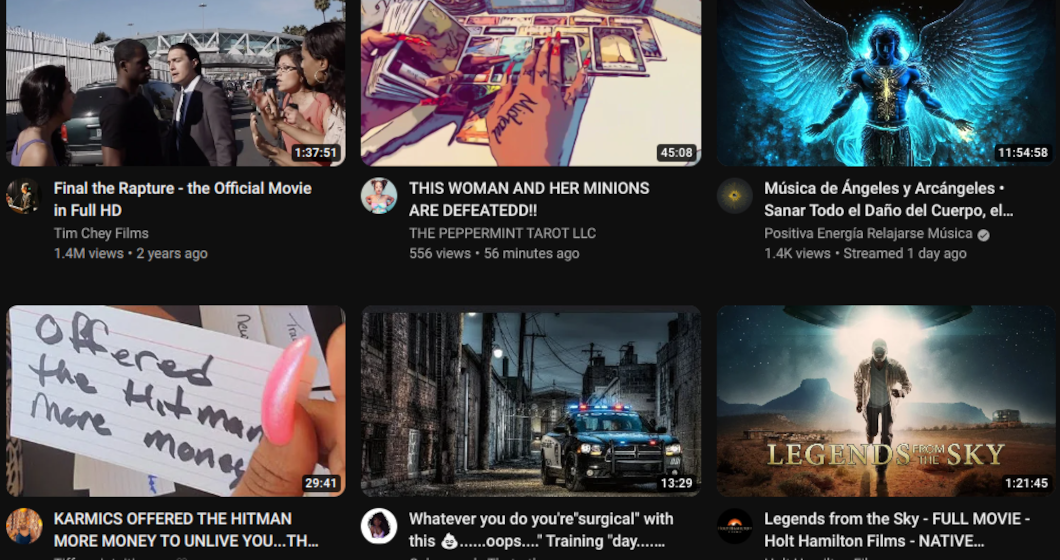 1:37:51
45:08
11:54:58
Final the Rapture - the Official Movie
in Full HD
Tim Chey Films
1.4M views • 2 years ago
THIS WOMAN AND HER MINIONS
ARE DEFEATEDD!!
THE PEPPERMINT TAROT LLC
556 views • 56 minutes ago
Música de Ángeles y Arcángeles •
Sanar Todo el Daño del Cuerpo, el...
Positiva Energía Relajarse Música
1.4K views • Streamed 1 day ago
Offered
the Hitman
more money
29:41
13:29
LEGENDS FROM THE SKY
1:21:45
KARMICS OFFERED THE HITMAN
MORE MONEY TO UNLIVE YOU...TH...
Whatever you do you're"surgical" with
this 💩......oops...." Training "day.......
Legends from the Sky - FULL MOVIE -
Holt Hamilton Films - NATIVE...